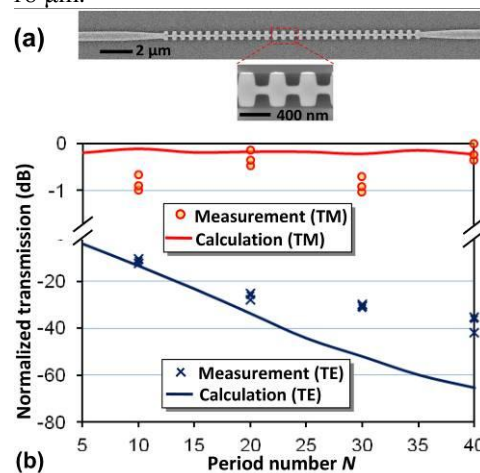 (a)
2 μm
400 nm
Normalized transmission (dB)
0
-1
-20
-40
-60
-80
Measurement (TM)
Calculation (TM)
Measurement (TE)
Calculation (TE)
5 10 15 20 25 30 35 40
(b) Period number N